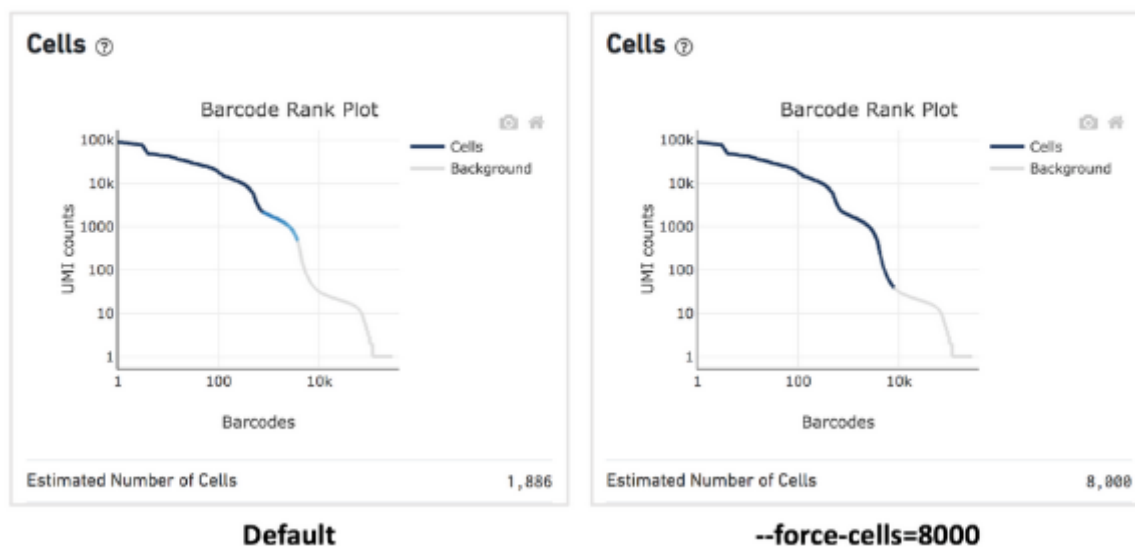 Cells ?
Barcode Rank Plot
Cells
Background
100k
10k
1000
100
10
1
UMI counts
1 100 10k
Barcodes
Estimated Number of Cells 1,886
Default
Cells ?
Barcode Rank Plot
Cells
Background
100k
10k
1000
100
10
1
UMI counts
1 100 10k
Barcodes
Estimated Number of Cells 8,000
--force-cells=8000